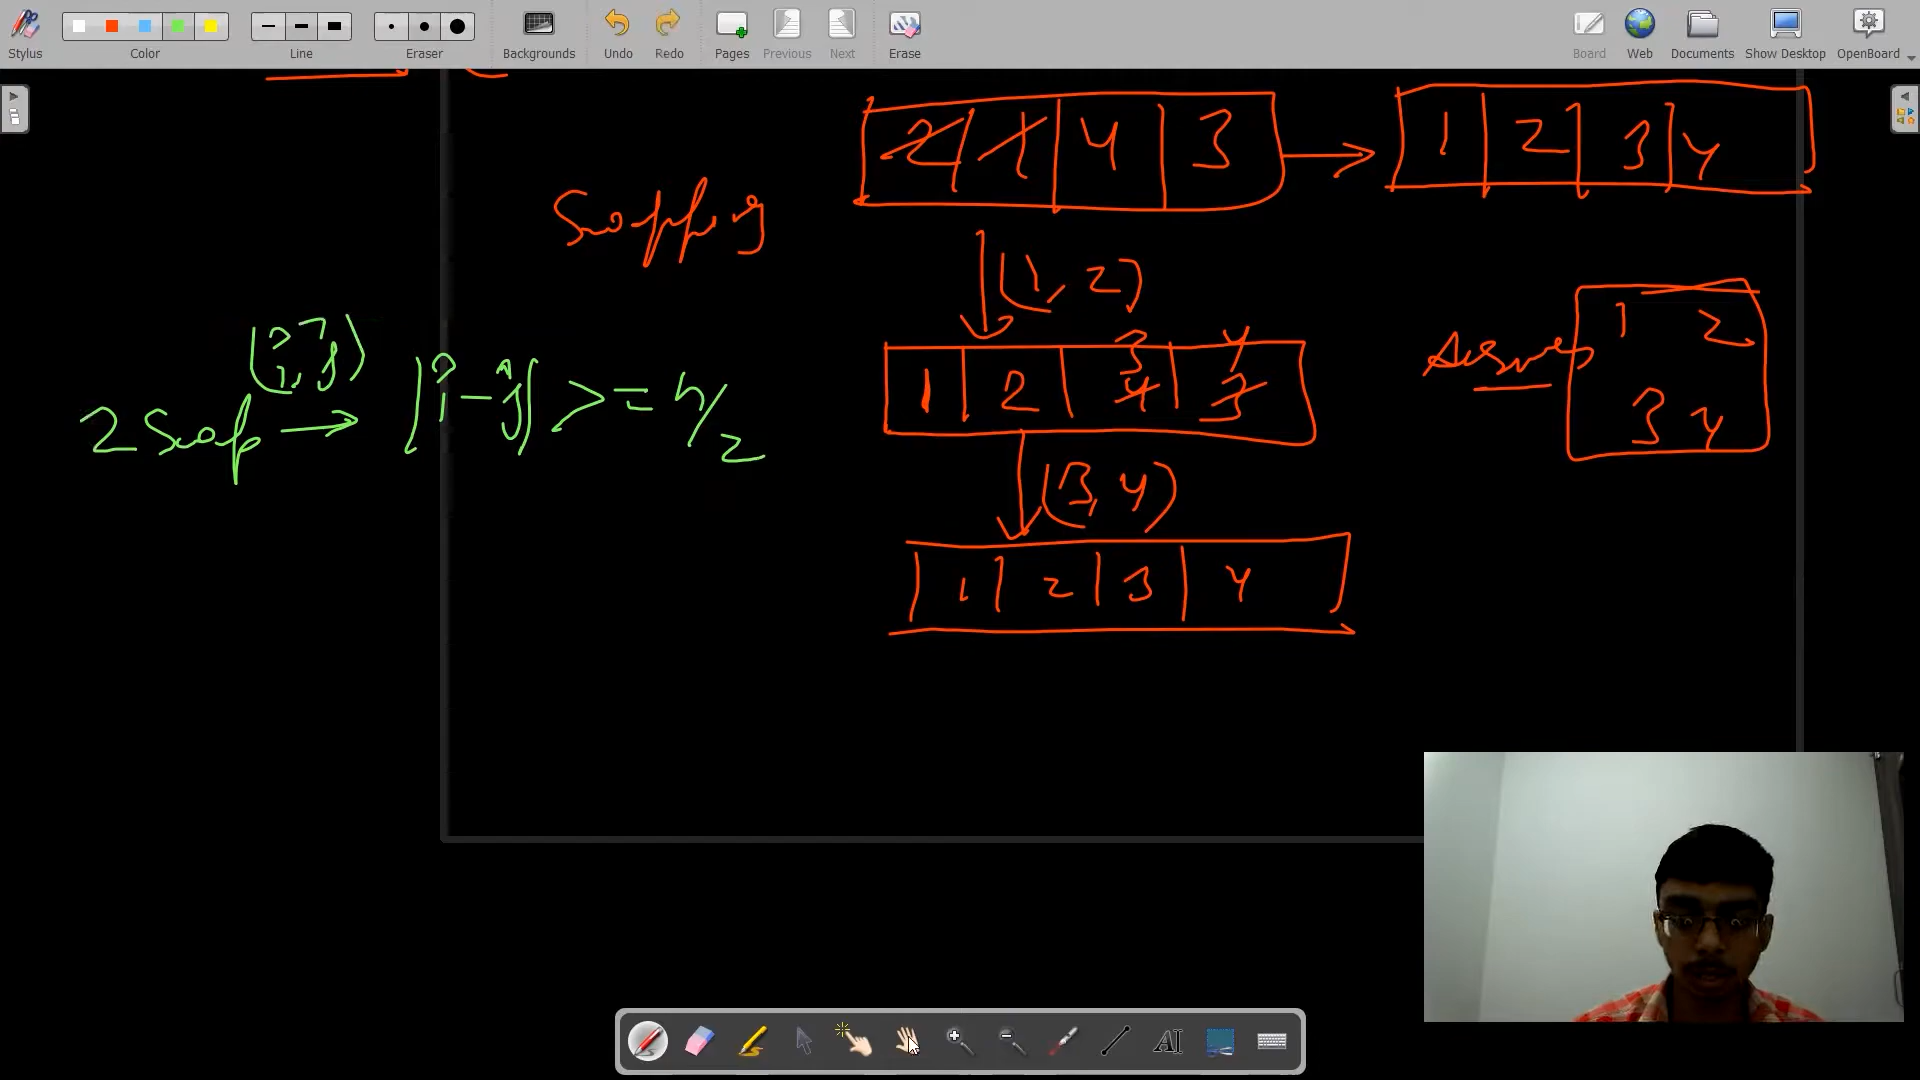 Stylus Color Line Eraser Backgrounds Undo Redo Pages Previous Next Erase Board Web Documents Show Desktop OpenBoard
2 1 4 3
1 2 3 4
Swapping
(1, 2)
3 4
1 2 4 3
Answer
1 2
3 4
(i, j)
2 Swap → |i - j| >= n/2
(3, 4)
1 2 3 4
AI